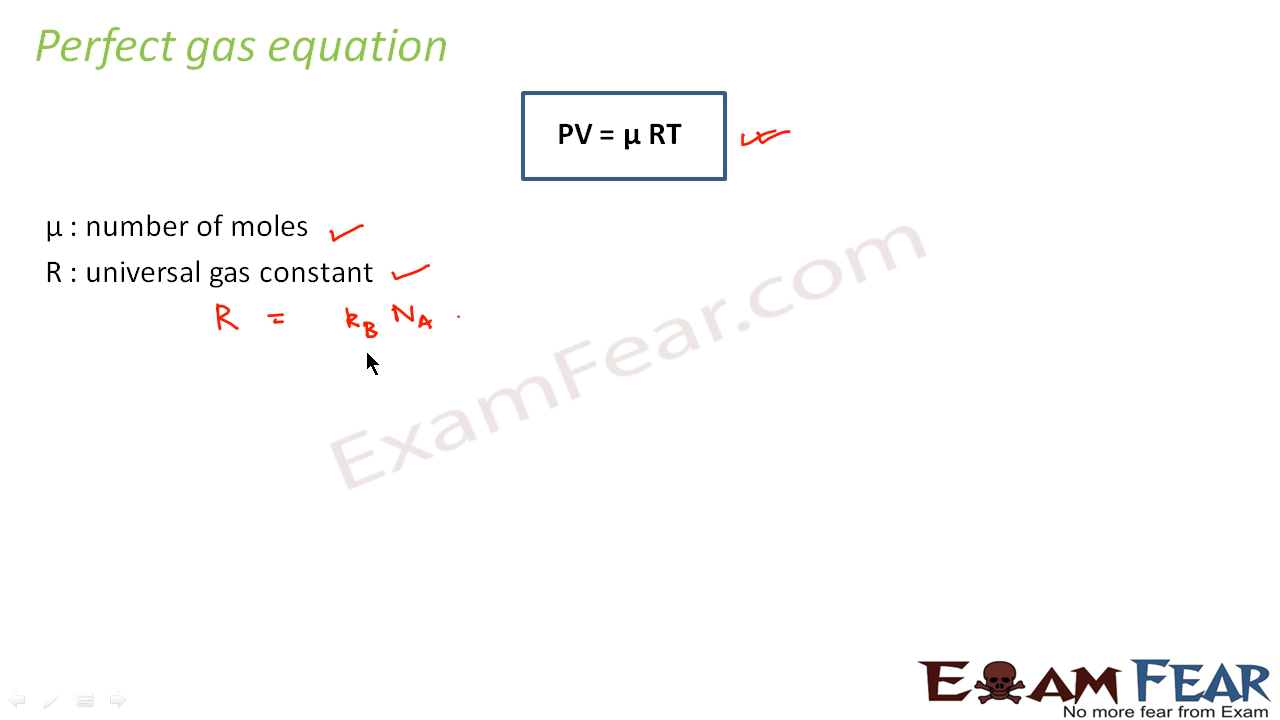 Perfect gas equation
PV = μ RT
μ : number of moles
R : universal gas constant
R = kB NA
ExamFear.com
EXAM FEAR
No more fear from Exam